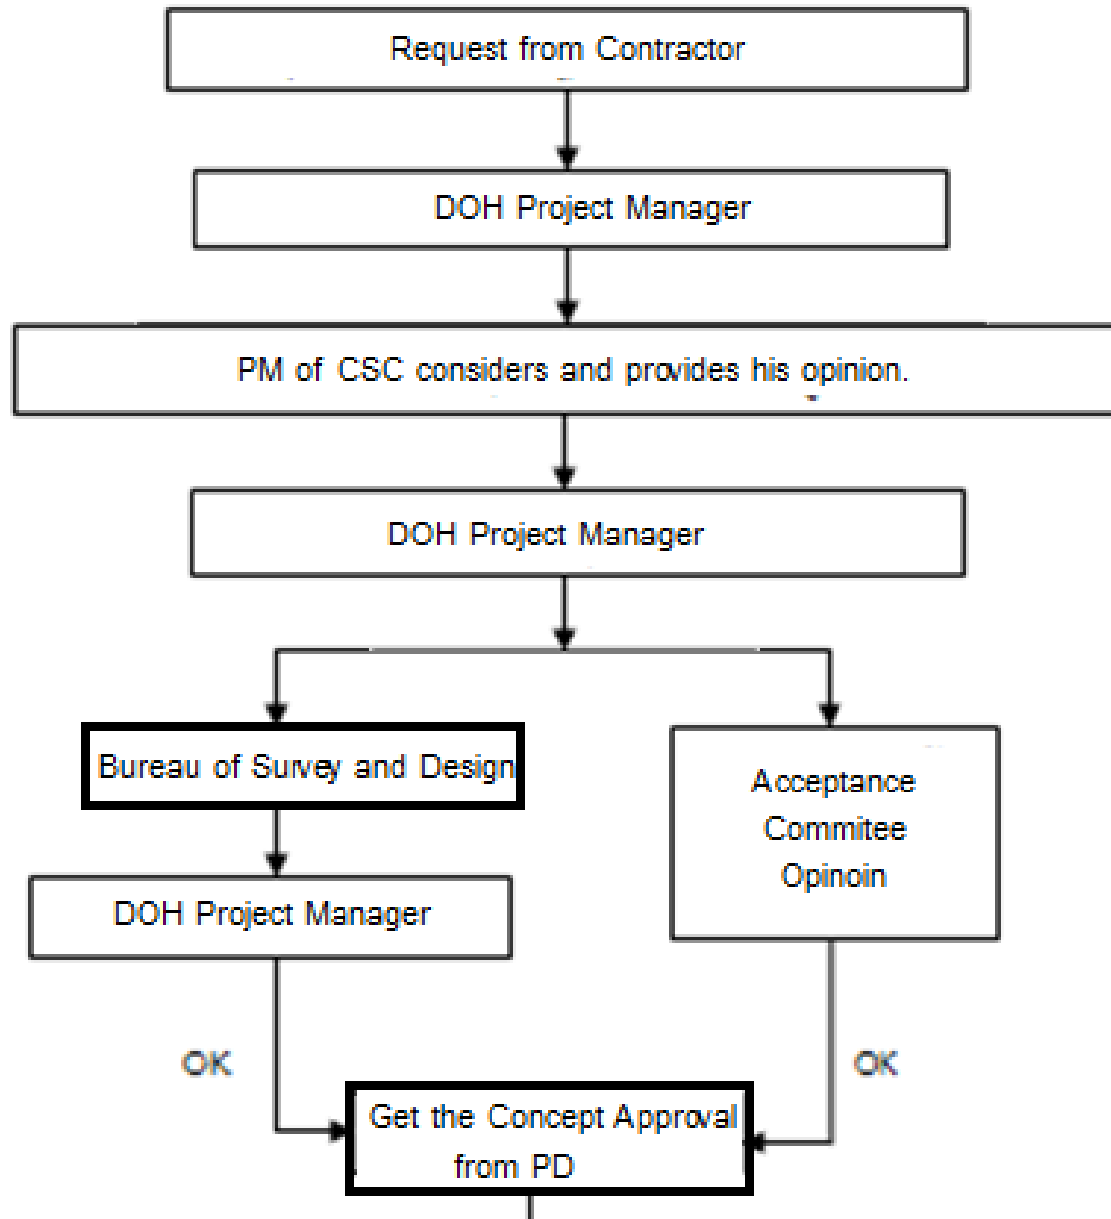 Request from Contractor
DOH Project Manager
PM of CSC considers and provides his opinion.
DOH Project Manager
Bureau of Survey and Design
Acceptance
Commitee
Opinoin
DOH Project Manager
OK
OK
Get the Concept Approval
from PD